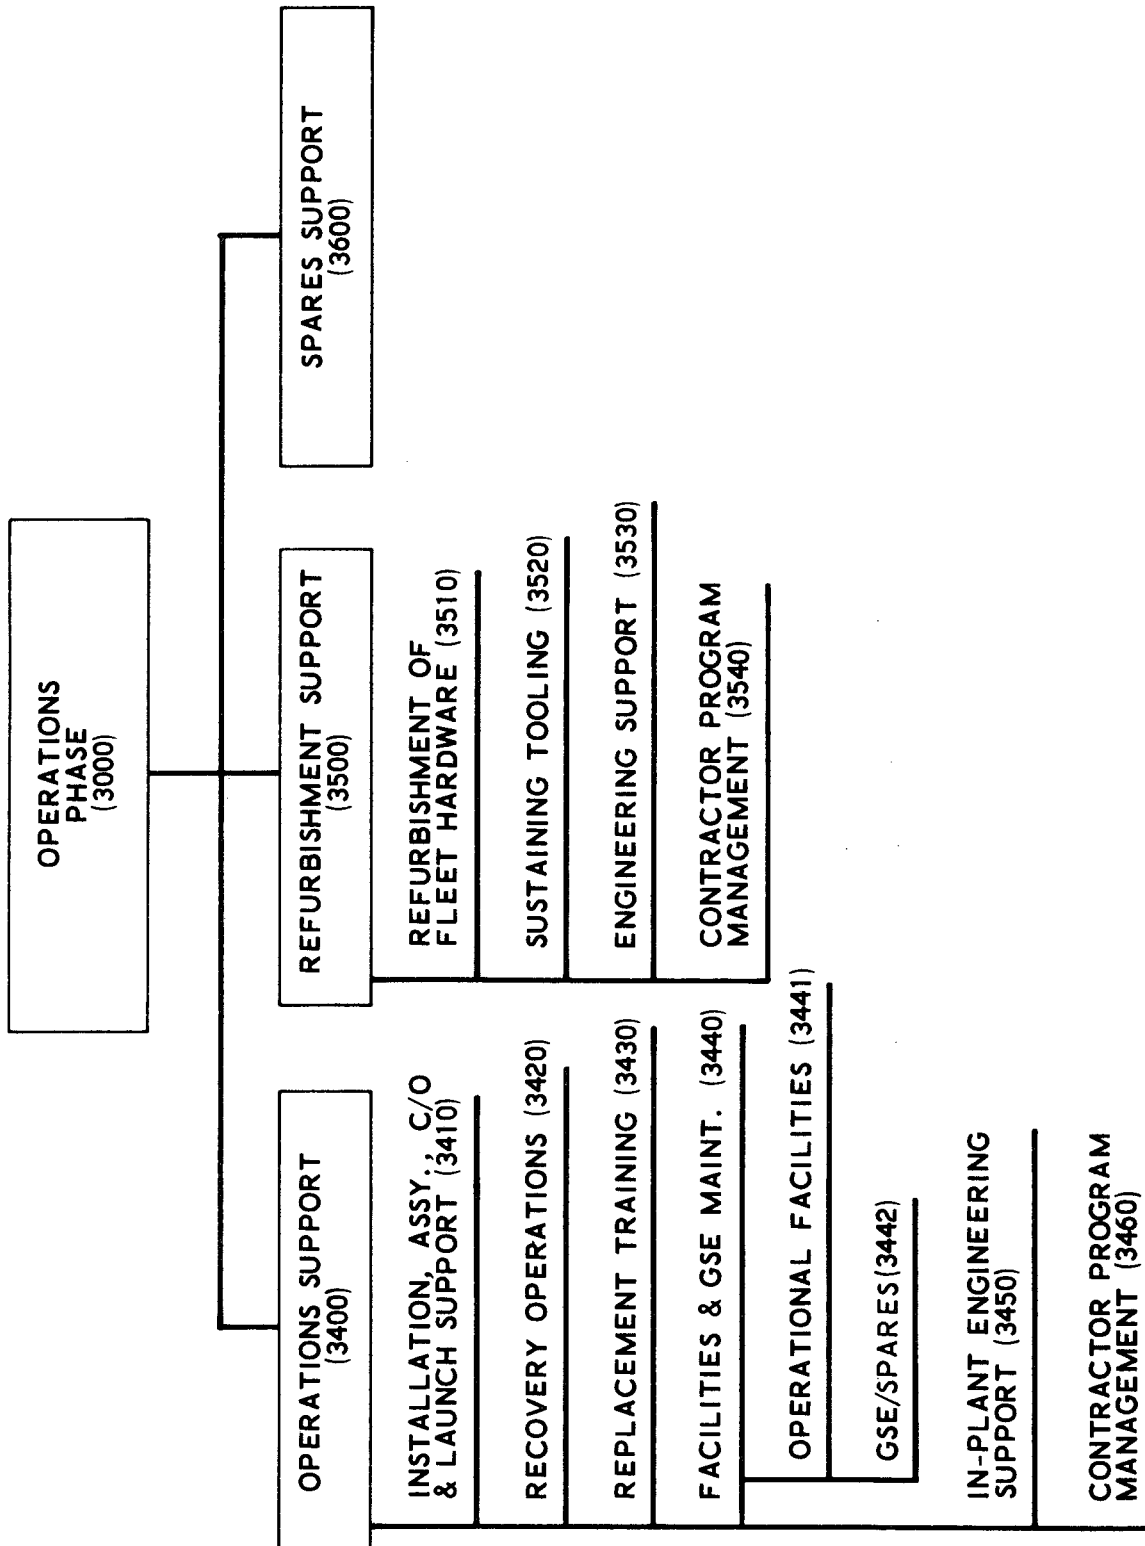 OPERATIONS
PHASE
(3000)
OPERATIONS SUPPORT
(3400)
INSTALLATION, ASSY., C/O
& LAUNCH SUPPORT (3410)
RECOVERY OPERATIONS (3420)
REPLACEMENT TRAINING (3430)
FACILITIES & GSE MAINT. (3440)
OPERATIONAL FACILITIES (3441)
GSE/SPARES (3442)
IN-PLANT ENGINEERING
SUPPORT (3450)
CONTRACTOR PROGRAM
MANAGEMENT (3460)
REFURBISHMENT SUPPORT
(3500)
REFURBISHMENT OF
FLEET HARDWARE (3510)
SUSTAINING TOOLING (3520)
ENGINEERING SUPPORT (3530)
CONTRACTOR PROGRAM
MANAGEMENT (3540)
SPARES SUPPORT
(3600)